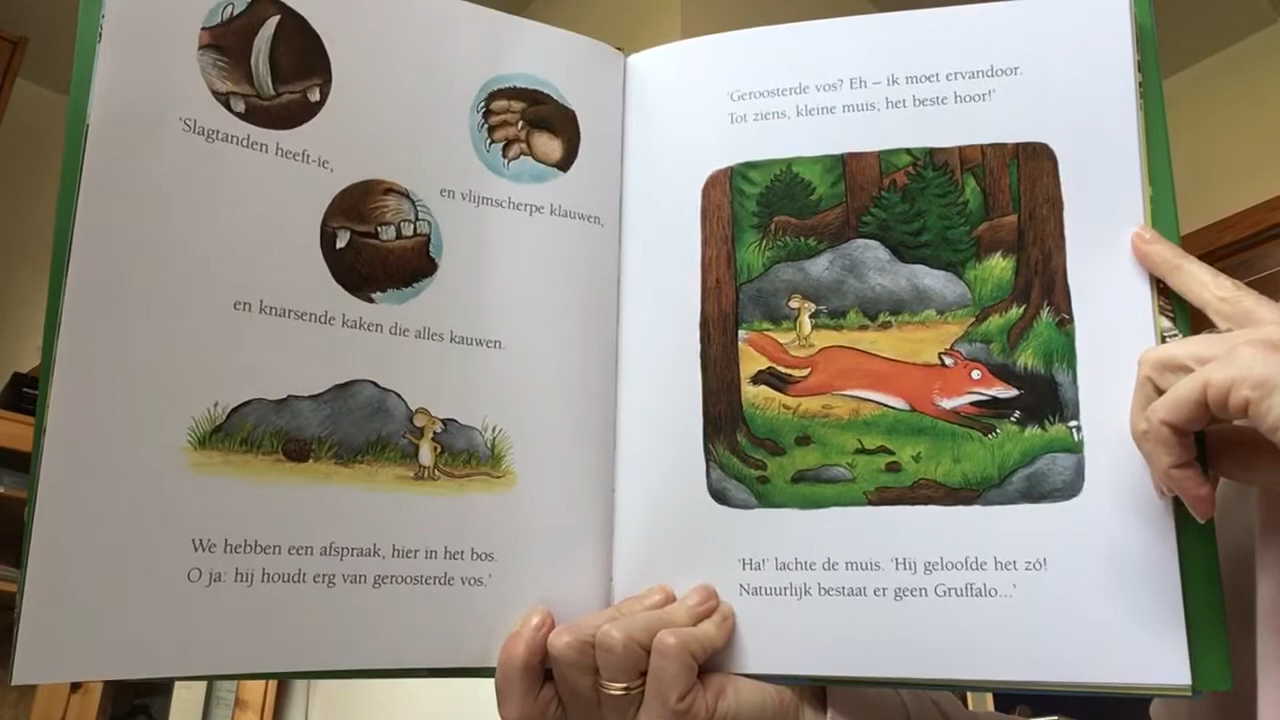 'Slagtanden heeft-ie,
en vlijmscherpe klauwen,
en knarsende kaken die alles kauwen.
We hebben een afspraak, hier in het bos.
O ja: hij houdt erg van geroosterde vos.'
'Geroosterde vos? Eh – ik moet ervandoor.
Tot ziens, kleine muis, het beste hoor!'
'Ha!' lachte de muis. 'Hij geloofde het zó!
Natuurlijk bestaat er geen Gruffalo...'